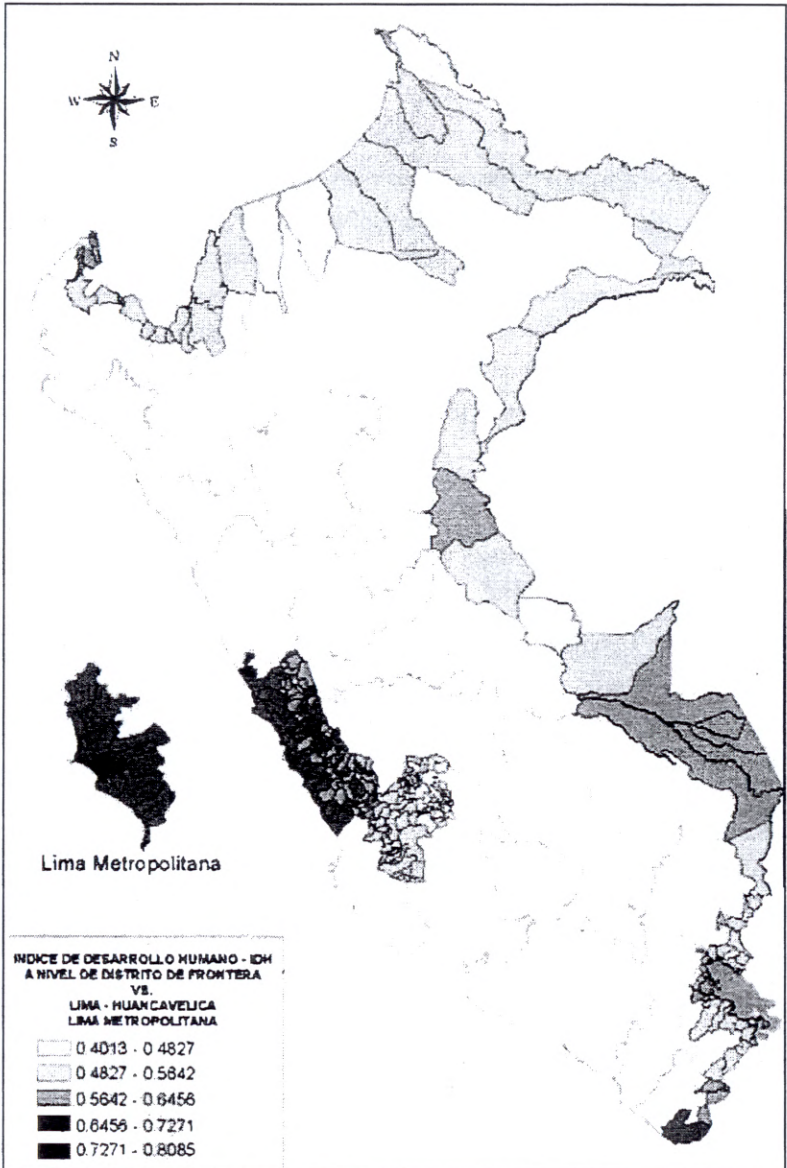 N
W E
S
Lima Metropolitana
INDICE DE DESARROLLO HUMANO - IDH
A NIVEL DE DISTRITO DE FRONTERA
VS.
LIMA - HUANCAVELICA
LIMA METROPOLITANA
0.4013 - 0.4827
0.4827 - 0.5642
0.5642 - 0.6456
0.6456 - 0.7271
0.7271 - 0.8085